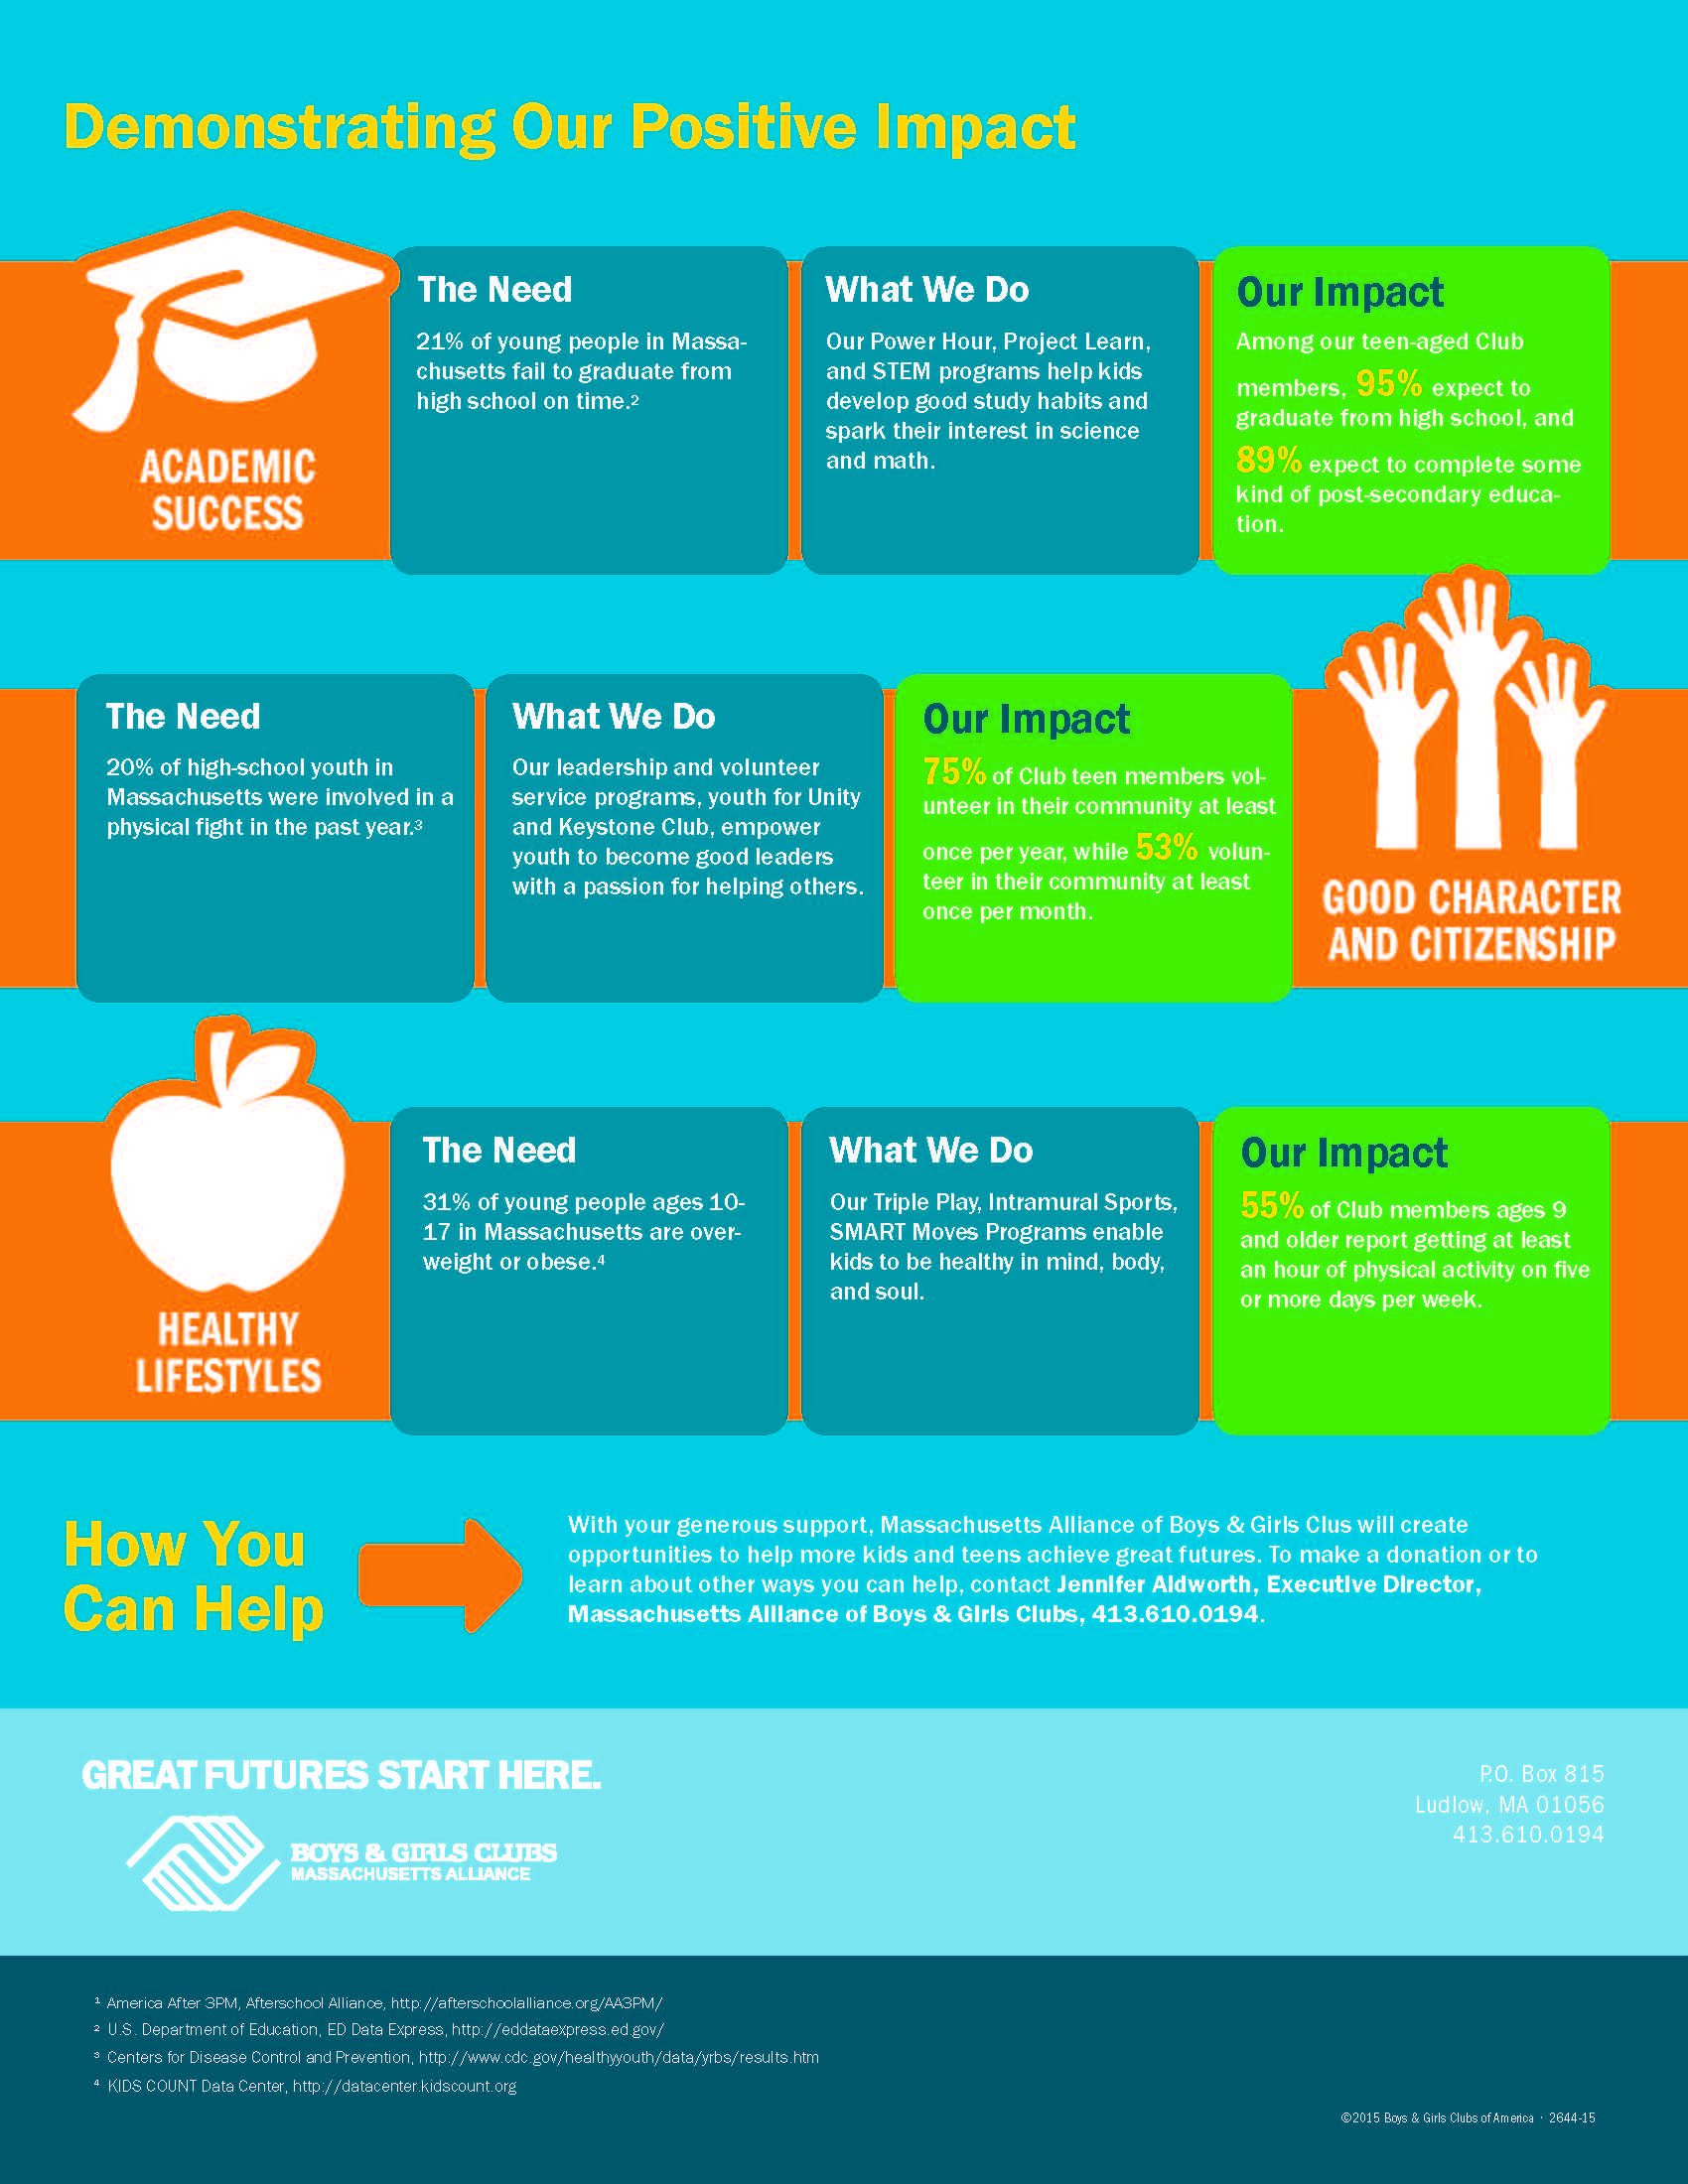 Demonstrating Our Positive Impact
ACADEMIC
SUCCESS
The Need
21% of young people in Massa-
chusetts fail to graduate from
high school on time.²
What We Do
Our Power Hour, Project Learn,
and STEM programs help kids
develop good study habits and
spark their interest in science
and math.
Our Impact
Among our teen-aged Club
members, 95% expect to
graduate from high school, and
89% expect to complete some
kind of post-secondary educa-
tion.
The Need
20% of high-school youth in
Massachusetts were involved in a
physical fight in the past year.³
What We Do
Our leadership and volunteer
service programs, youth for Unity
and Keystone Club, empower
youth to become good leaders
with a passion for helping others.
Our Impact
75% of Club teen members vol-
unteer in their community at least
once per year, while 53% volun-
teer in their community at least
once per month.
GOOD CHARACTER
AND CITIZENSHIP
HEALTHY
LIFESTYLES
The Need
31% of young people ages 10-
17 in Massachusetts are over-
weight or obese.⁴
What We Do
Our Triple Play, Intramural Sports,
SMART Moves Programs enable
kids to be healthy in mind, body,
and soul.
Our Impact
55% of Club members ages 9
and older report getting at least
an hour of physical activity on five
or more days per week.
How You
Can Help
With your generous support, Massachusetts Alliance of Boys & Girls Clus will create
opportunities to help more kids and teens achieve great futures. To make a donation or to
learn about other ways you can help, contact Jennifer Aldworth, Executive Director,
Massachusetts Alliance of Boys & Girls Clubs, 413.610.0194.
GREAT FUTURES START HERE.
BOYS & GIRLS CLUBS
MASSACHUSETTS ALLIANCE
P.O. Box 815
Ludlow, MA 01056
413.610.0194
¹ America After 3PM, Afterschool Alliance, http://afterschoolalliance.org/AA3PM/
² U.S. Department of Education, ED Data Express, http://eddataexpress.ed.gov/
³ Centers for Disease Control and Prevention, http://www.cdc.gov/healthyyouth/data/yrbs/results.htm
⁴ KIDS COUNT Data Center, http://datacenter.kidscount.org
©2015 Boys & Girls Clubs of America · 2644-15